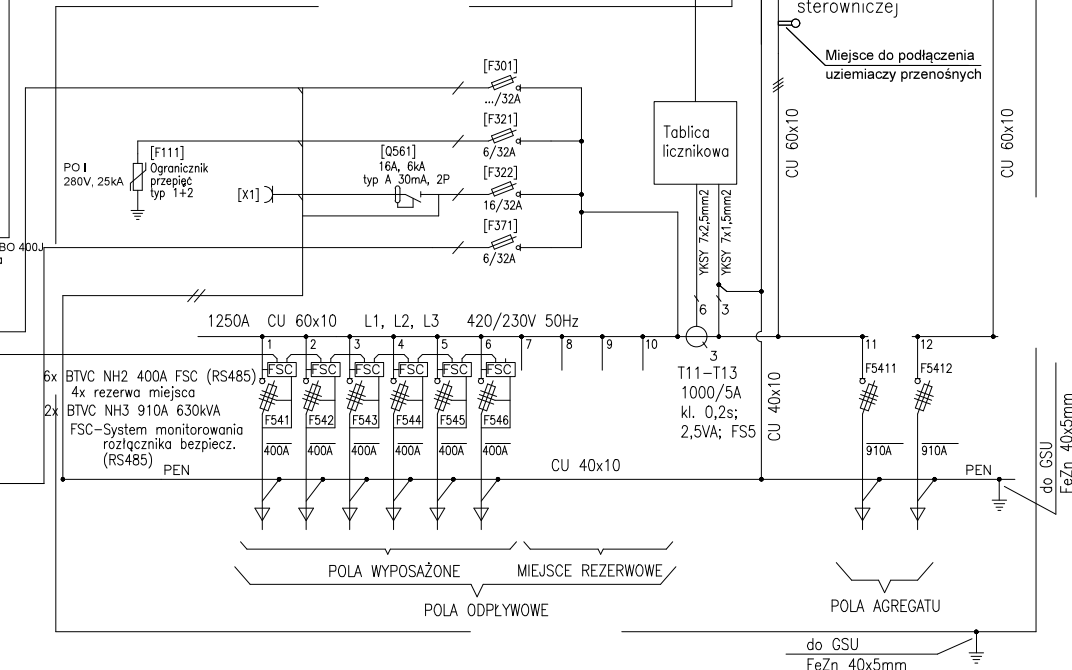 sterowniczej
Miejsce do podłączenia
uziemiaczy przenośnych
[F301]
.../32A
[F321]
6/32A
[F322]
16/32A
[F371]
6/32A
[F111]
Ogranicznik
przepięć
typ 1+2
PO I
280V, 25kA
[Q561]
16A, 6kA
typ A 30mA, 2P
[X1]
Tablica
licznikowa
CU 60x10
CU 60x10
YKSY 7x2,5mm2
YKSY 7x1,5mm2
6
3
BO 400J
a
1250A CU 60x10 L1, L2, L3 420/230V 50Hz
1
2
3
4
5
6
7
8
9
10
11
12
3
T11-T13
1000/5A
kl. 0,2s;
2,5VA; FS5
CU 40x10
FSC
FSC
FSC
FSC
FSC
FSC
F5411
F5412
6x BTVC NH2 400A FSC (RS485)
4x rezerwa miejsca
2x BTVC NH3 910A 630kVA
FSC-System monitorowania
rozłącznika bezpiecz.
(RS485)
F541
F542
F543
F544
F545
F546
400A
400A
400A
400A
400A
400A
910A
910A
PEN
CU 40x10
PEN
do GSU
FeZn 40x5mm
POLA WYPOSAŻONE
MIEJSCE REZERWOWE
POLA ODPŁYWOWE
POLA AGREGATU
do GSU
FeZn 40x5mm